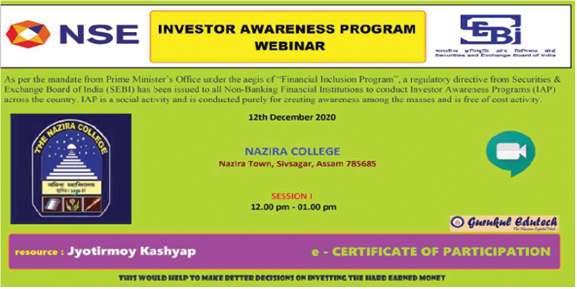 NSE
INVESTOR AWARENESS PROGRAM
WEBINAR
SEBI
भारतीय प्रतिभूति और विनिमय बोर्ड
Securities and Exchange Board of India
As per the mandate from Prime Minister's Office under the aegis of "Financial Inclusion Program", a regulatory directive from Securities &
Exchange Board of India (SEBI) has been issued to all Non-Banking Financial Institutions to conduct Investor Awareness Programs (IAP)
across the country. IAP is a social activity and is conducted purely for creating awareness among the masses and is free of cost activity.
12th December 2020
THE NAZIRA COLLEGE
NAZIRA COLLEGE
Nazira Town, Sivsagar, Assam 785685
SESSION I
12.00 pm - 01.00 pm
Gurukul Edutech
resource : Jyotirmoy Kashyap
e - CERTIFICATE OF PARTICIPATION
THIS WOULD HELP TO MAKE BETTER DECISIONS ON INVESTING THE HARD EARNED MONEY